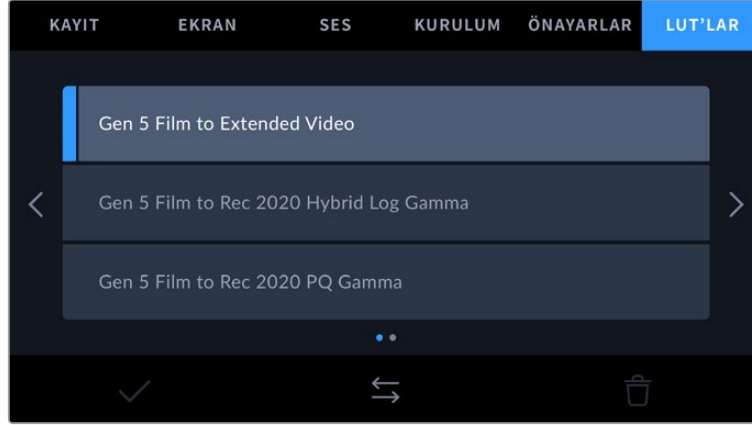 KAYIT EKRAN SES KURULUM ÖNAYARLAR LUT'LAR
Gen 5 Film to Extended Video
Gen 5 Film to Rec 2020 Hybrid Log Gamma
Gen 5 Film to Rec 2020 PQ Gamma